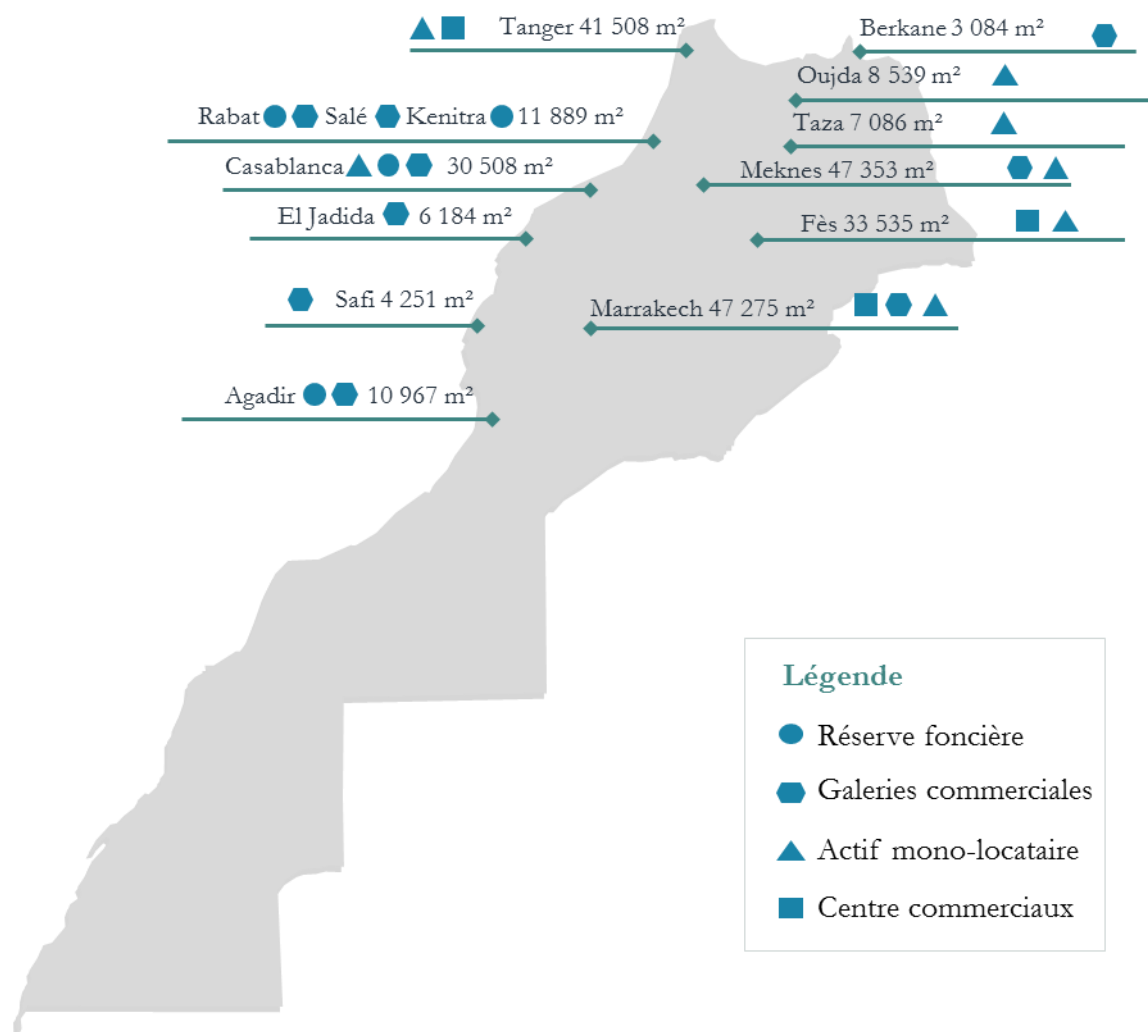 Tanger 41 508 m²
Berkane 3 084 m²
Oujda 8 539 m²
Rabat Salé Kenitra 11 889 m²
Taza 7 086 m²
Casablanca 30 508 m²
Meknes 47 353 m²
El Jadida 6 184 m²
Fès 33 535 m²
Safi 4 251 m²
Marrakech 47 275 m²
Agadir 10 967 m²
Légende
Réserve foncière
Galeries commerciales
Actif mono-locataire
Centre commerciaux